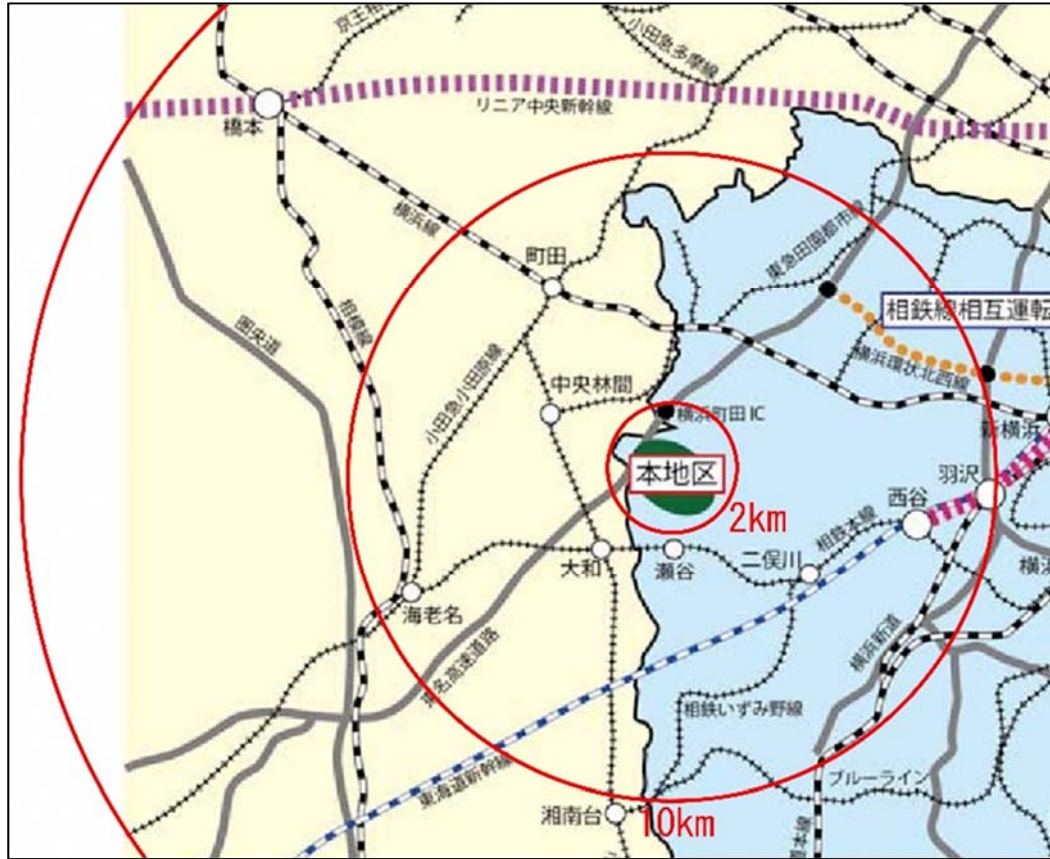 小田急多摩線
リニア中央新幹線
橋本
横浜線
町田
東急田園都市線
相鉄線相互運転
圏央道
相模線
横浜環状北西線
小田急小田原線
中央林間
横浜町田IC
新横浜
本地区
羽沢
西谷
2km
相鉄本線
大和
瀬谷
二俣川
海老名
東名高速道路
横浜新道
相鉄いずみ野線
東海道新幹線
ブルーライン
湘南台
10km